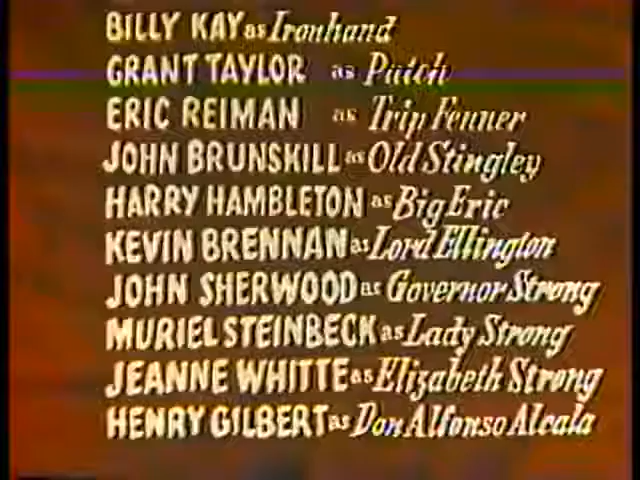 BILLY KAY as Ironhand
GRANT TAYLOR as Patch
ERIC REIMAN as Trip Fenner
JOHN BRUNSKILL as Old Stingley
HARRY HAMBLETON as Big Eric
KEVIN BRENNAN as Lord Ellington
JOHN SHERWOOD as Governor Strong
MURIEL STEINBECK as Lady Strong
JEANNE WHITTE as Elizabeth Strong
HENRY GILBERT as Don Alfonso Alcala